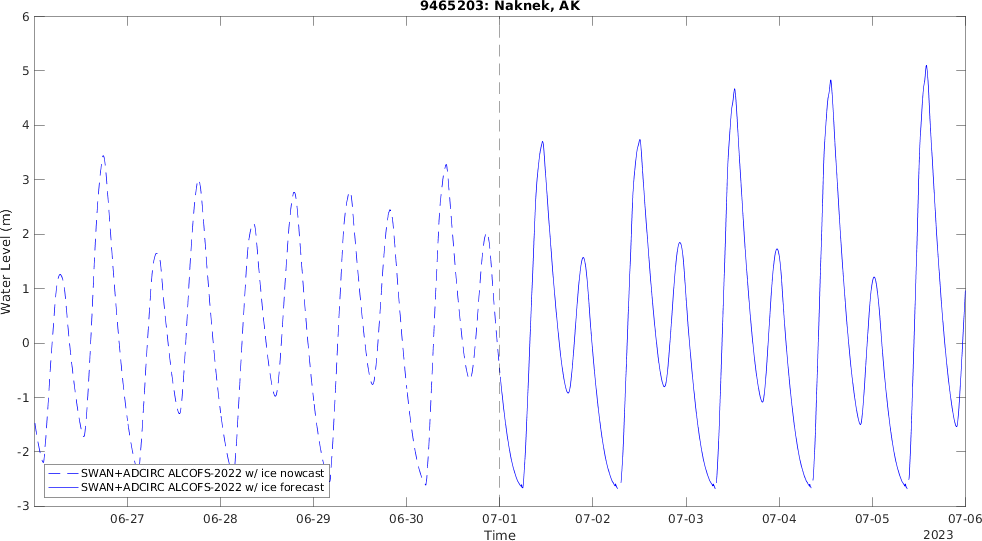 9465203: Naknek, AK
Water Level (m)
6
5
4
3
2
1
0
-1
-2
-3
SWAN+ADCIRC ALCOFS-2022 w/ ice nowcast
SWAN+ADCIRC ALCOFS-2022 w/ ice forecast
06-27 06-28 06-29 06-30 07-01 07-02 07-03 07-04 07-05 07-06
Time
2023